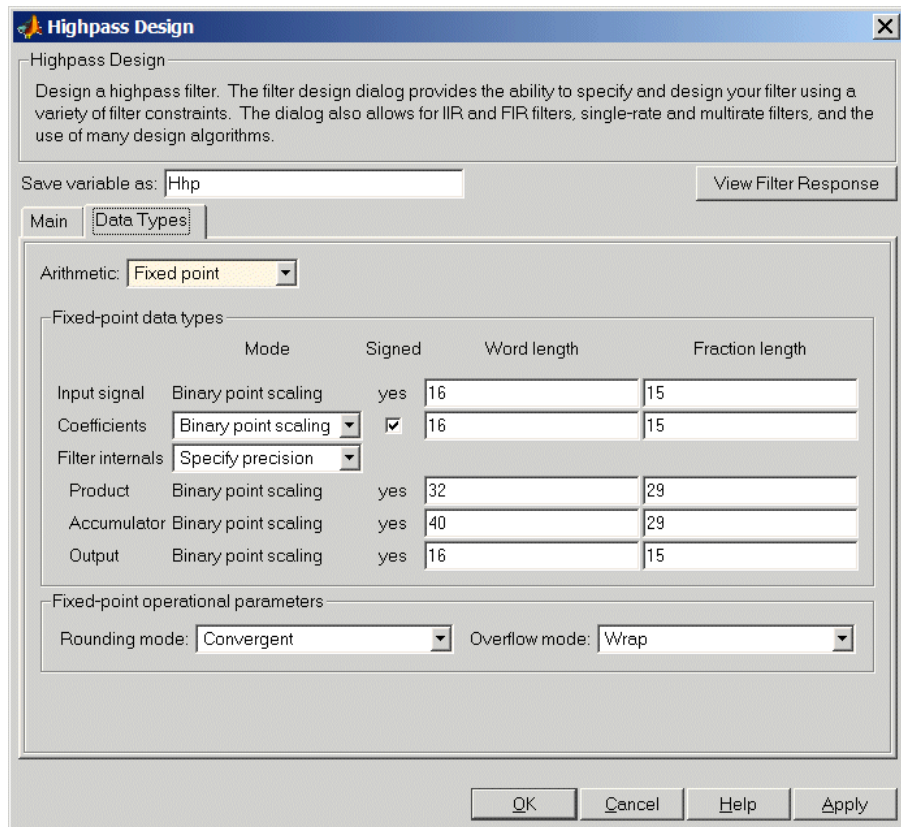 Highpass Design
Highpass Design
Design a highpass filter. The filter design dialog provides the ability to specify and design your filter using a
variety of filter constraints. The dialog also allows for IIR and FIR filters, single-rate and multirate filters, and the
use of many design algorithms.
Save variable as: Hhp View Filter Response
Main Data Types
Arithmetic: Fixed point
Fixed-point data types
Mode Signed Word length Fraction length
Input signal Binary point scaling yes 16 15
Coefficients Binary point scaling 16 15
Filter internals Specify precision
Product Binary point scaling yes 32 29
Accumulator Binary point scaling yes 40 29
Output Binary point scaling yes 16 15
Fixed-point operational parameters
Rounding mode: Convergent Overflow mode: Wrap
OK Cancel Help Apply